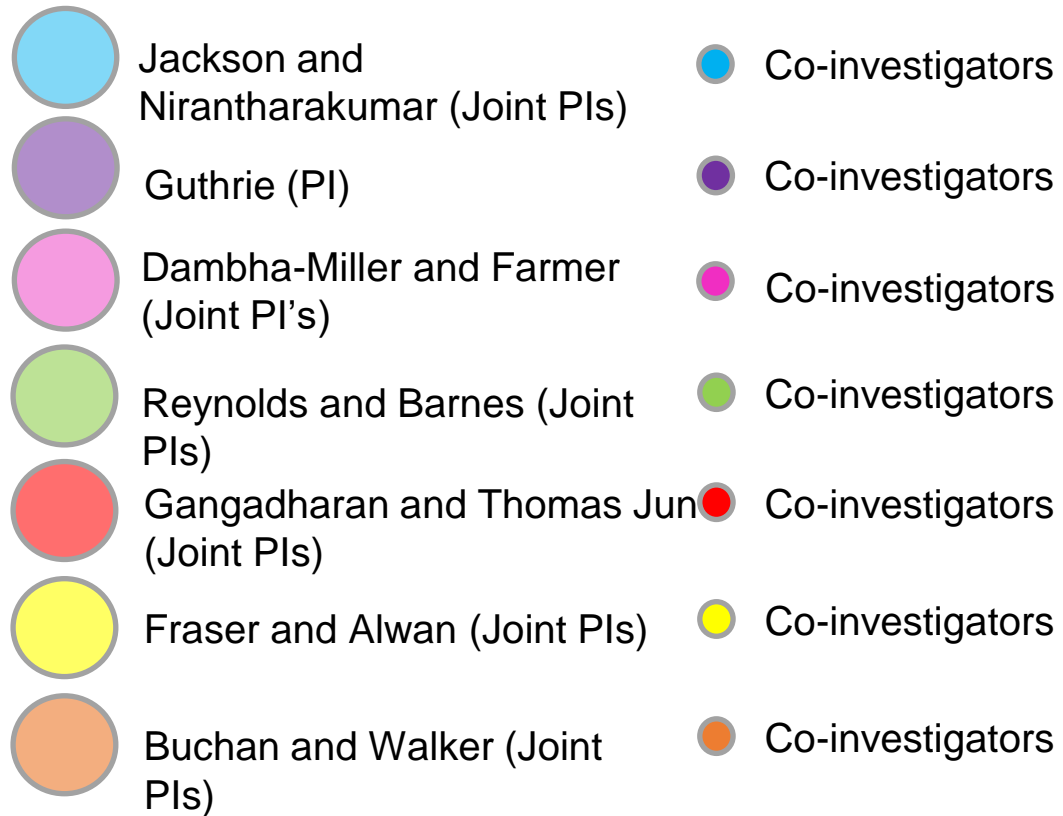 Jackson and
Nirantharakumar (Joint PIs)
Co-investigators
Guthrie (PI)
Co-investigators
Dambha-Miller and Farmer
(Joint PI’s)
Co-investigators
Reynolds and Barnes (Joint
PIs)
Co-investigators
Gangadharan and Thomas Jun
(Joint PIs)
Co-investigators
Fraser and Alwan (Joint PIs)
Co-investigators
Buchan and Walker (Joint
PIs)
Co-investigators